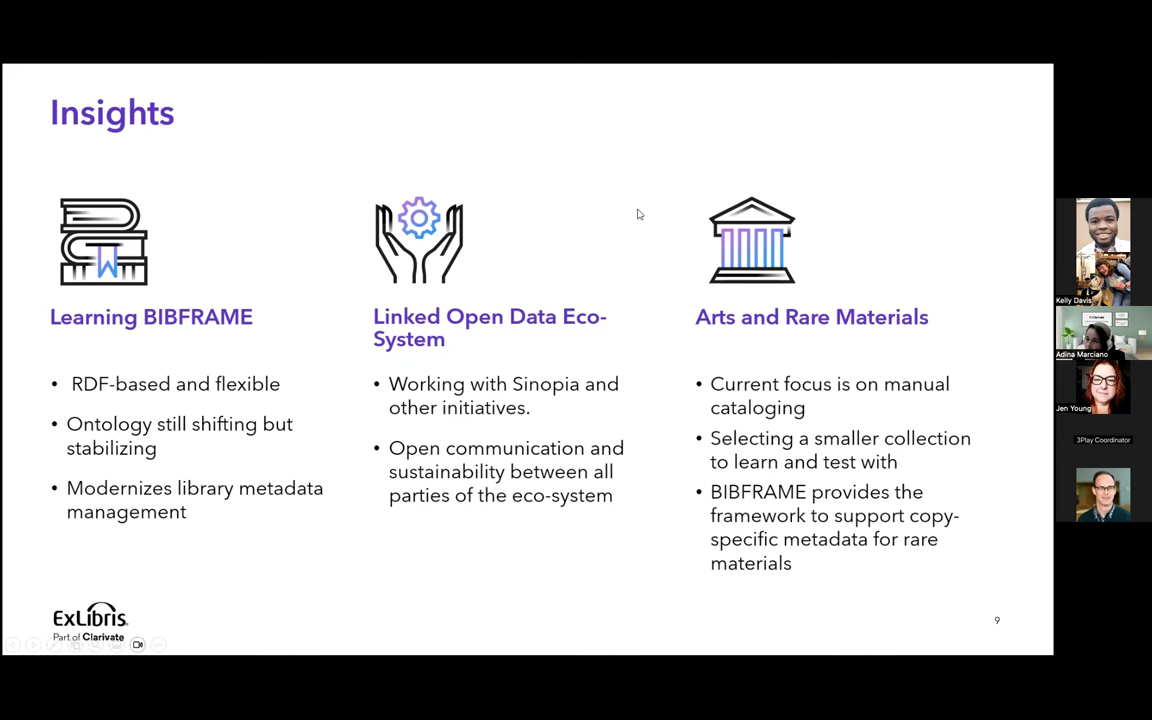 Insights
Learning BIBFRAME
• RDF-based and flexible
• Ontology still shifting but
stabilizing
• Modernizes library metadata
management
Linked Open Data Eco-
System
• Working with Sinopia and
other initiatives.
• Open communication and
sustainability between all
parties of the eco-system
Arts and Rare Materials
• Current focus is on manual
cataloging
• Selecting a smaller collection
to learn and test with
• BIBFRAME provides the
framework to support copy-
specific metadata for rare
materials
ExLibris
Part of Clarivate
9
Kelly Davis
Adina Marciano
Jen Young
3Play Coordinator